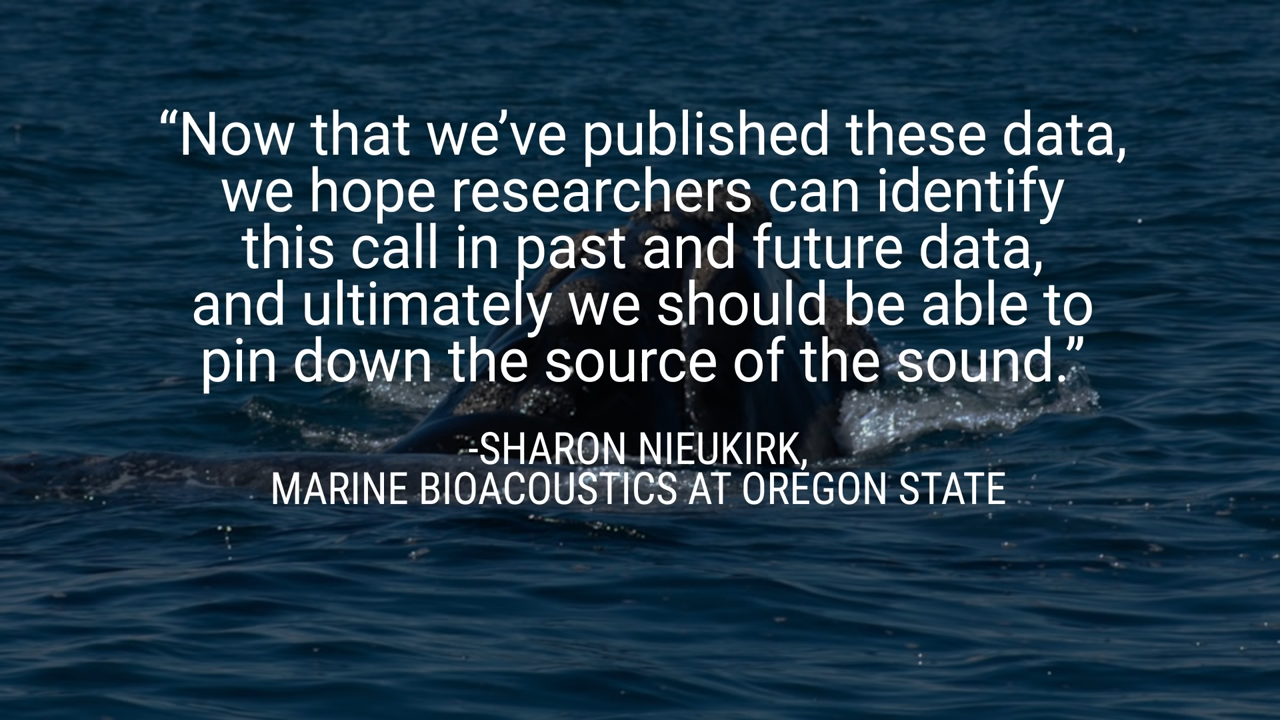 “Now that we’ve published these data,
we hope researchers can identify
this call in past and future data,
and ultimately we should be able to
pin down the source of the sound.”
-SHARON NIEUKIRK,
MARINE BIOACOUSTICS AT OREGON STATE